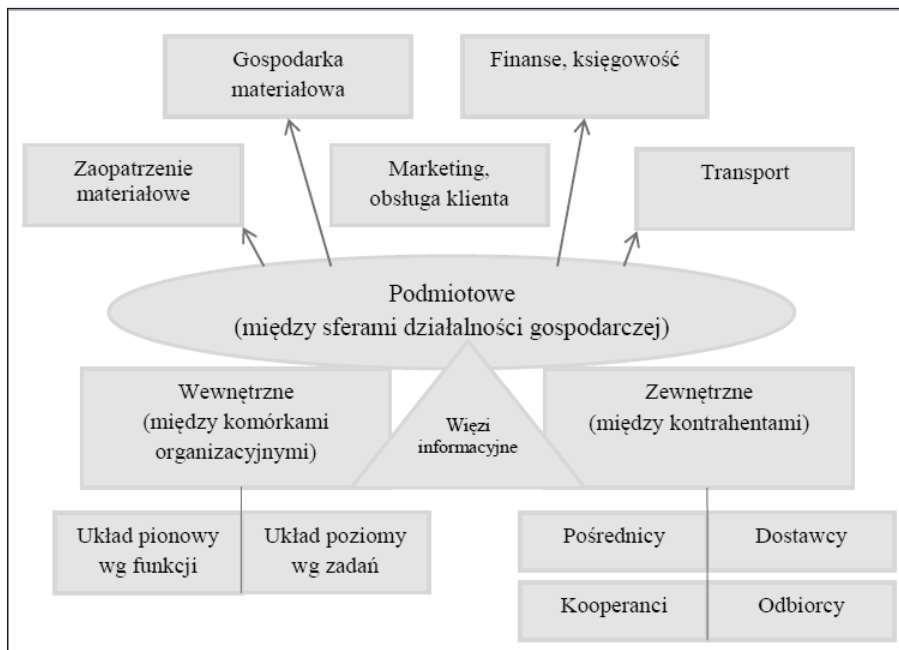 Gospodarka
materiałowa
Finanse, księgowość
Zaopatrzenie
materiałowe
Marketing,
obsługa klienta
Transport
Podmiotowe
(między sferami działalności gospodarczej)
Wewnętrzne
(między komórkami
organizacyjnymi)
Więzi
informacyjne
Zewnętrzne
(między kontrahentami)
Układ pionowy
wg funkcji
Układ poziomy
wg zadań
Pośrednicy
Dostawcy
Kooperanci
Odbiorcy